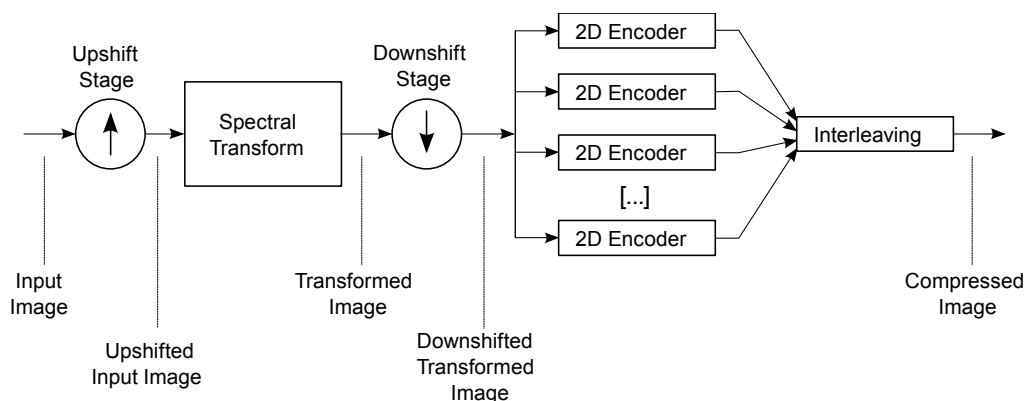 Upshift
Stage
Spectral
Transform
Downshift
Stage
2D Encoder
2D Encoder
2D Encoder
[...]
2D Encoder
Interleaving
Input
Image
Upshifted
Input Image
Transformed
Image
Downshifted
Transformed
Image
Compressed
Image